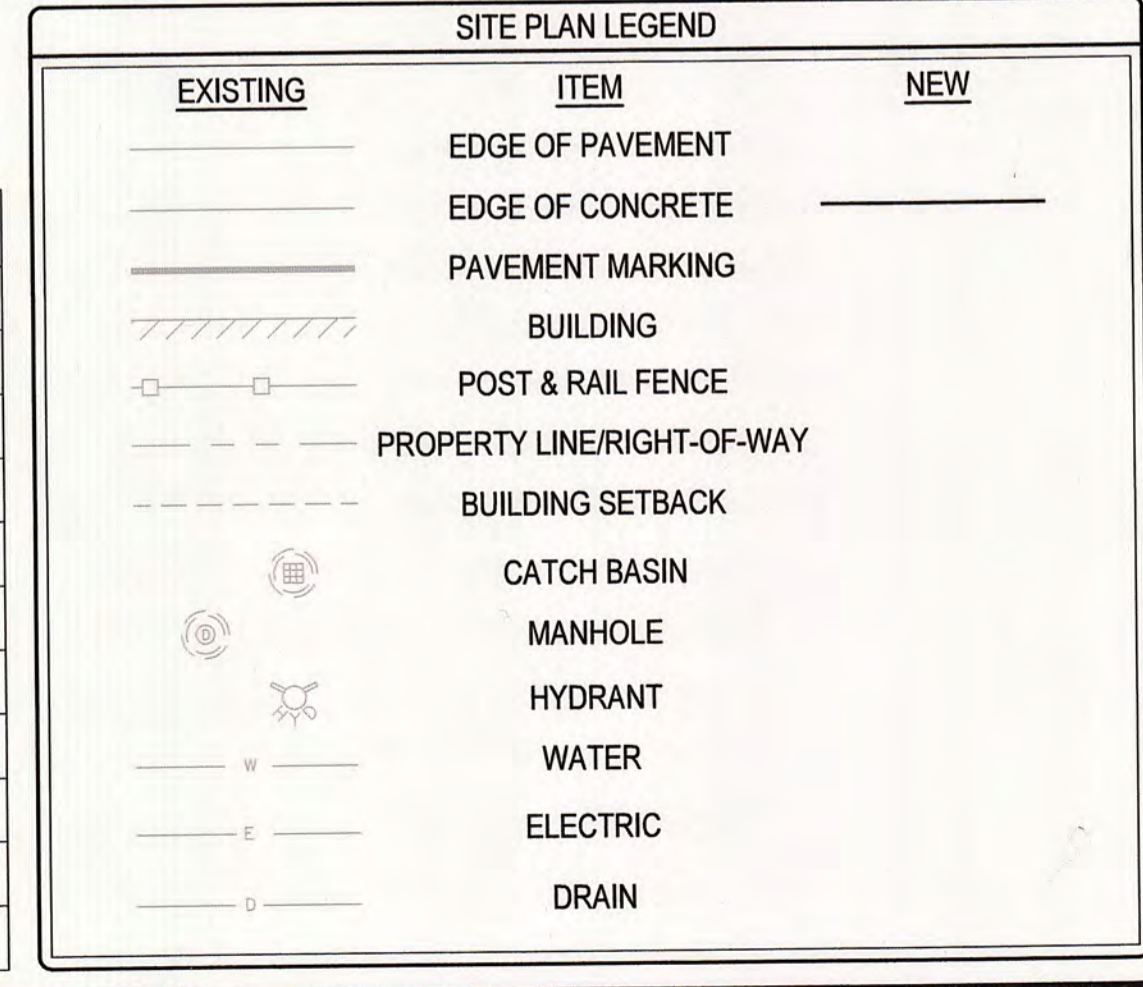 SITE PLAN LEGEND
EXISTING ITEM NEW
EDGE OF PAVEMENT
EDGE OF CONCRETE
PAVEMENT MARKING
BUILDING
POST & RAIL FENCE
PROPERTY LINE/RIGHT-OF-WAY
BUILDING SETBACK
CATCH BASIN
D MANHOLE
HYDRANT
W WATER
E ELECTRIC
D DRAIN